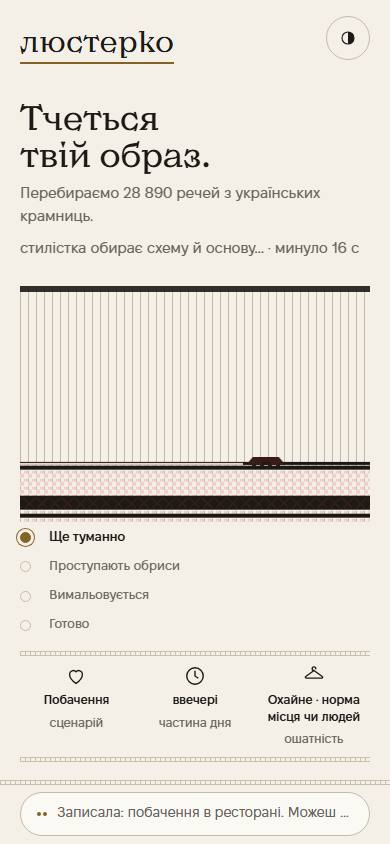 люстерко
Тчеться
твій образ.
Перебираємо 28 890 речей з українських
крамниць.
стилістка обирає схему й основу... · минуло 16 с
Ще туманно
Проступають обриси
Вимальовується
Готово
Побачення
сценарій
ввечері
частина дня
Охайне · норма
місця чи людей
ошатність
Записала: побачення в ресторані. Можеш ...